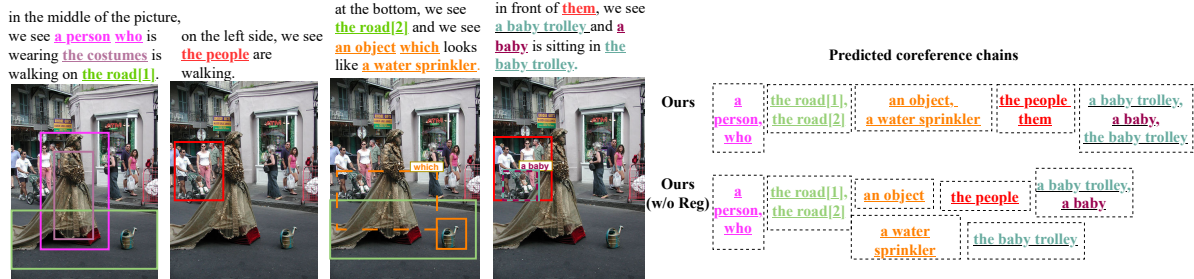 in the middle of the picture,
we see a person who is
wearing the costumes is
walking on the road[1].
on the left side, we see
the people are
walking.
at the bottom, we see
the road[2] and we see
an object which looks
like a water sprinkler.
in front of them, we see
a baby trolley and a
baby is sitting in the
baby trolley.
which
a baby
Predicted coreference chains
Ours
a
person,
who
the road[1],
the road[2]
an object,
a water sprinkler
the people
them
a baby trolley,
a baby,
the baby trolley
Ours
(w/o Reg)
a
person,
who
the road[1],
the road[2]
an object
the people
a baby trolley,
a baby
a water
sprinkler
the baby trolley